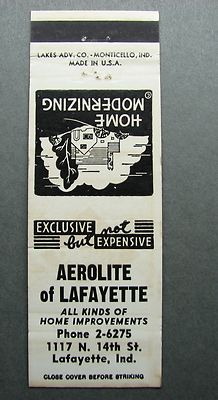 LAKES ADV. CO. - MONTICELLO, IND.
MADE IN U.S.A.
HOME
MODERNIZING
EXCLUSIVE
but not
EXPENSIVE
AEROLITE
of LAFAYETTE
ALL KINDS OF
HOME IMPROVEMENTS
Phone 2-6275
1117 N. 14th St.
Lafayette, Ind.
CLOSE COVER BEFORE STRIKING